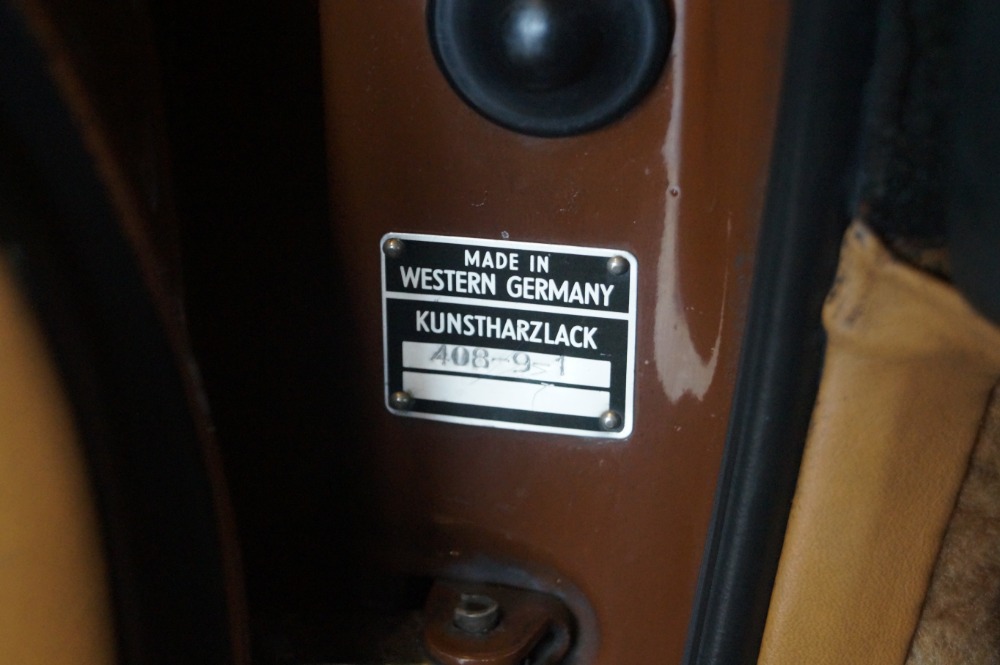 MADE IN
WESTERN GERMANY
KUNSTHARZLACK
408-9-1